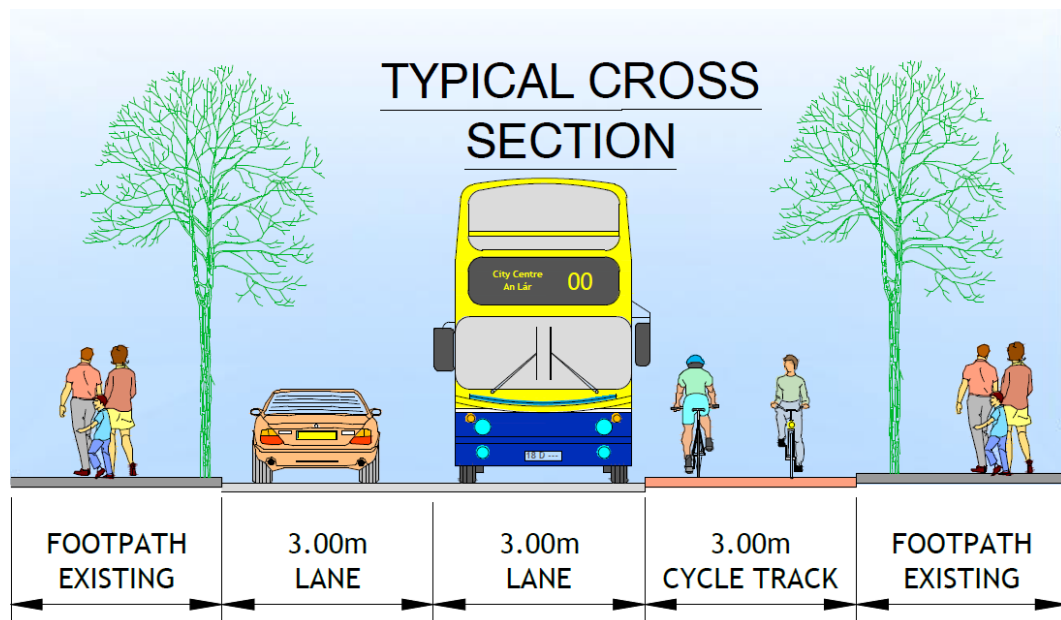 TYPICAL CROSS
SECTION
City Centre
An Lár
00
18 D ---
FOOTPATH
EXISTING
3.00m
LANE
3.00m
LANE
3.00m
CYCLE TRACK
FOOTPATH
EXISTING